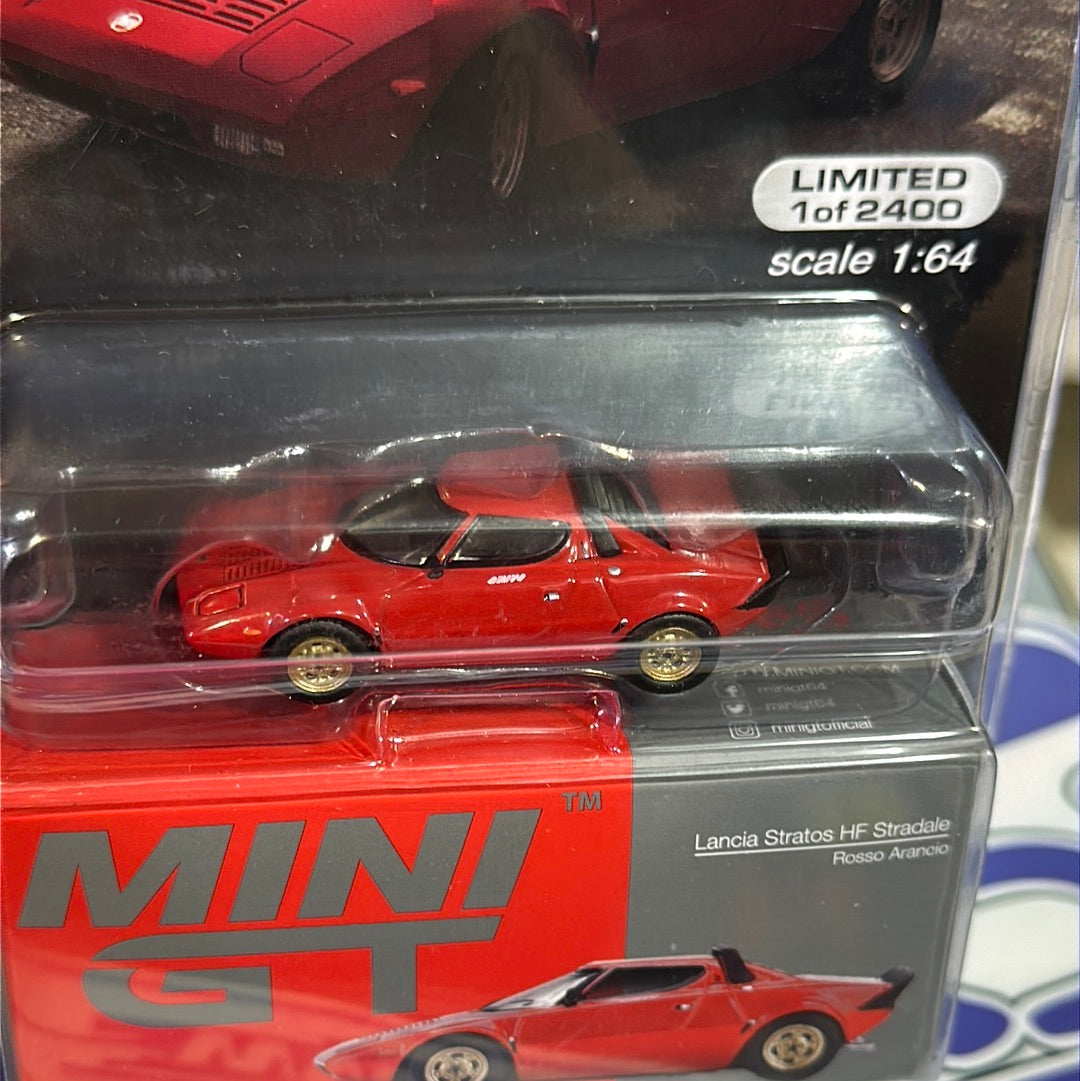 LIMITED
1of 2400
scale 1:64
minigt64
minigt64
minigtofficial
MINI
GT
TM
Lancia Stratos HF Stradale
Rosso Arancio